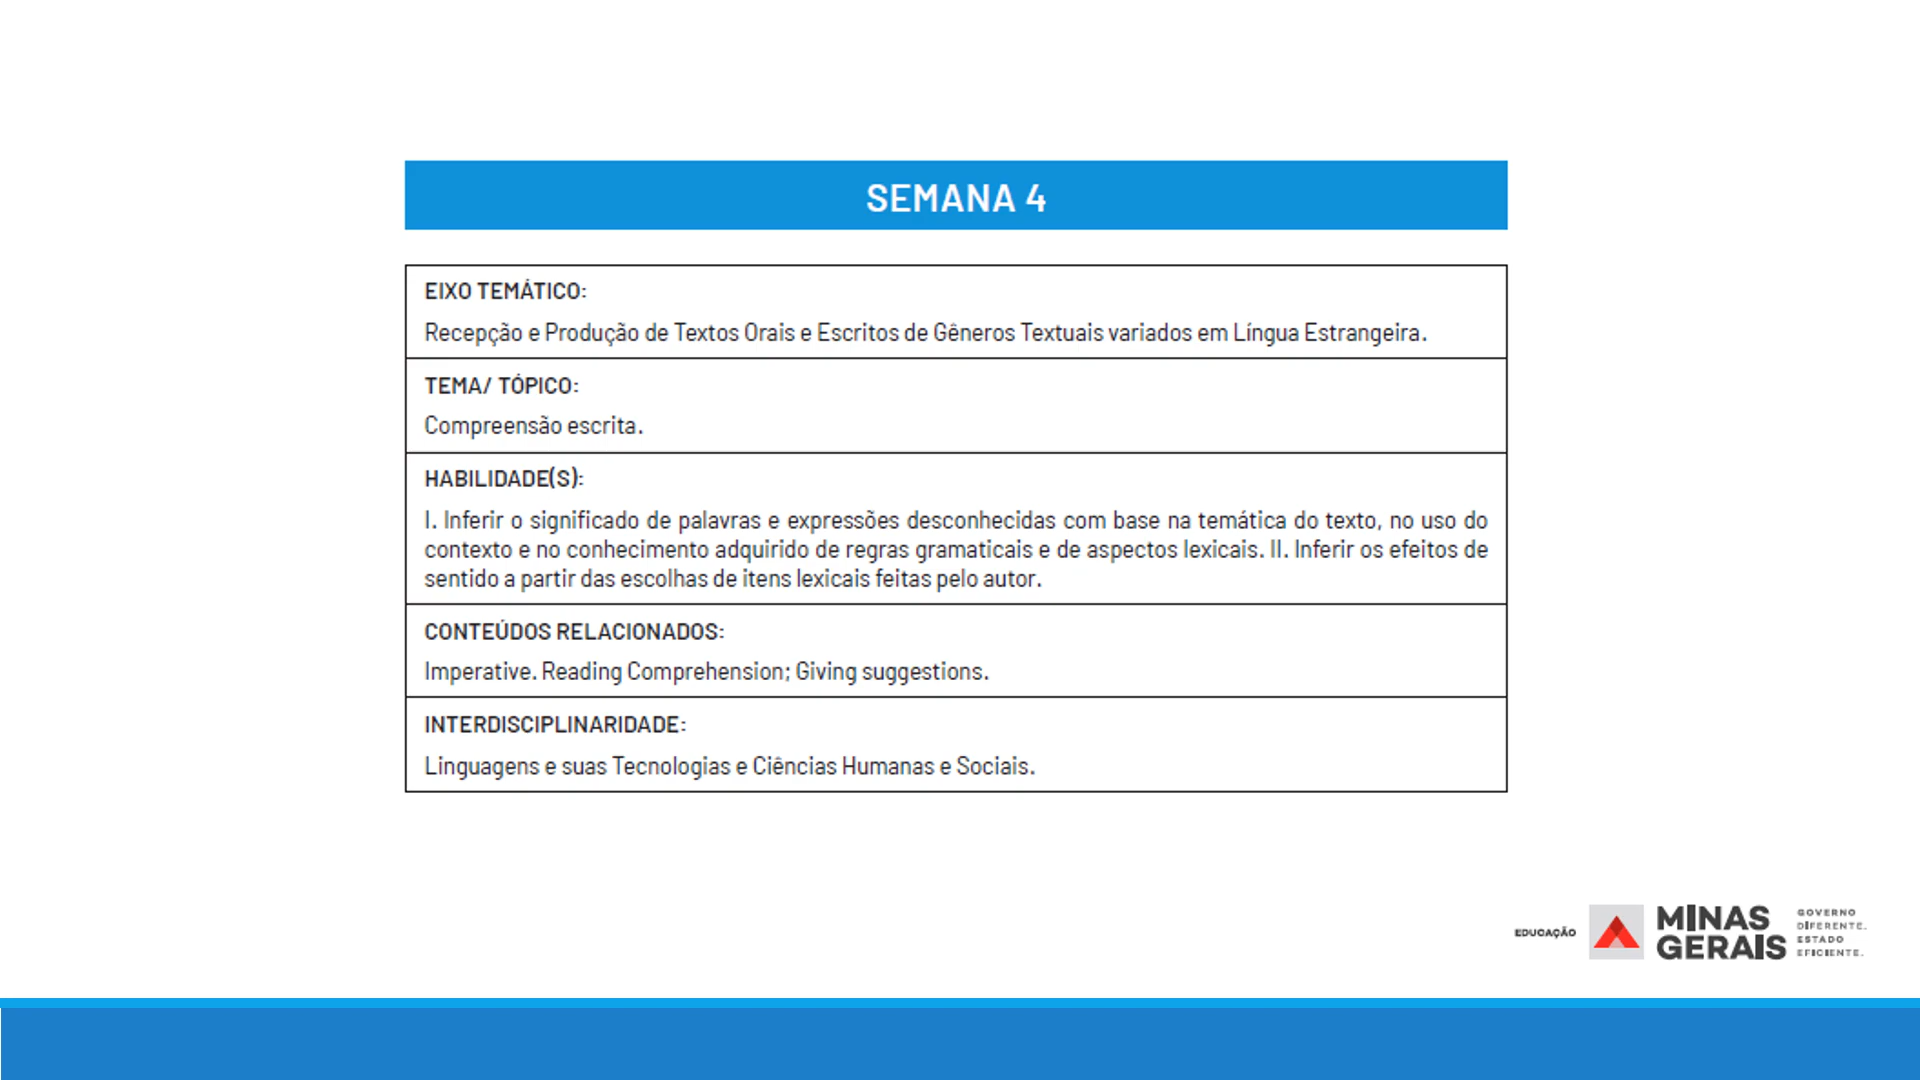 SEMANA 4
EIXO TEMÁTICO:
Recepção e Produção de Textos Orais e Escritos de Gêneros Textuais variados em Língua Estrangeira.
TEMA/ TÓPICO:
Compreensão escrita.
HABILIDADE(S):
I. Inferir o significado de palavras e expressões desconhecidas com base na temática do texto, no uso do
contexto e no conhecimento adquirido de regras gramaticais e de aspectos lexicais. II. Inferir os efeitos de
sentido a partir das escolhas de itens lexicais feitas pelo autor.
CONTEÚDOS RELACIONADOS:
Imperative. Reading Comprehension; Giving suggestions.
INTERDISCIPLINARIDADE:
Linguagens e suas Tecnologias e Ciências Humanas e Sociais.
EDUCAÇÃO
MINAS
GERAIS
GOVERNO
DIFERENTE.
ESTADO
EFICIENTE.